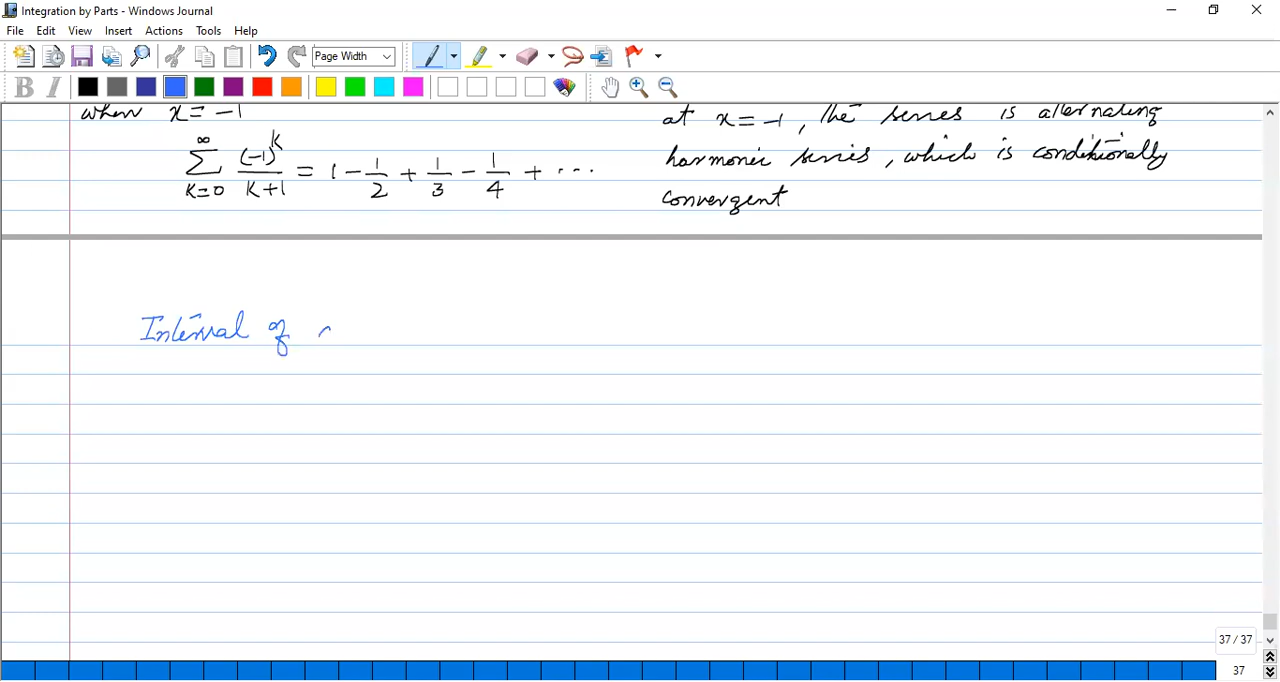 Integration by Parts - Windows Journal
File Edit View Insert Actions Tools Help
Page Width
B I
when x = -1
at x = -1, the series is alternating
∞
∑ (-1)^k / k+1 = 1 - 1/2 + 1/3 - 1/4 + ...
k=0
harmonic series, which is conditionally
convergent
Interval of c
37 / 37
37